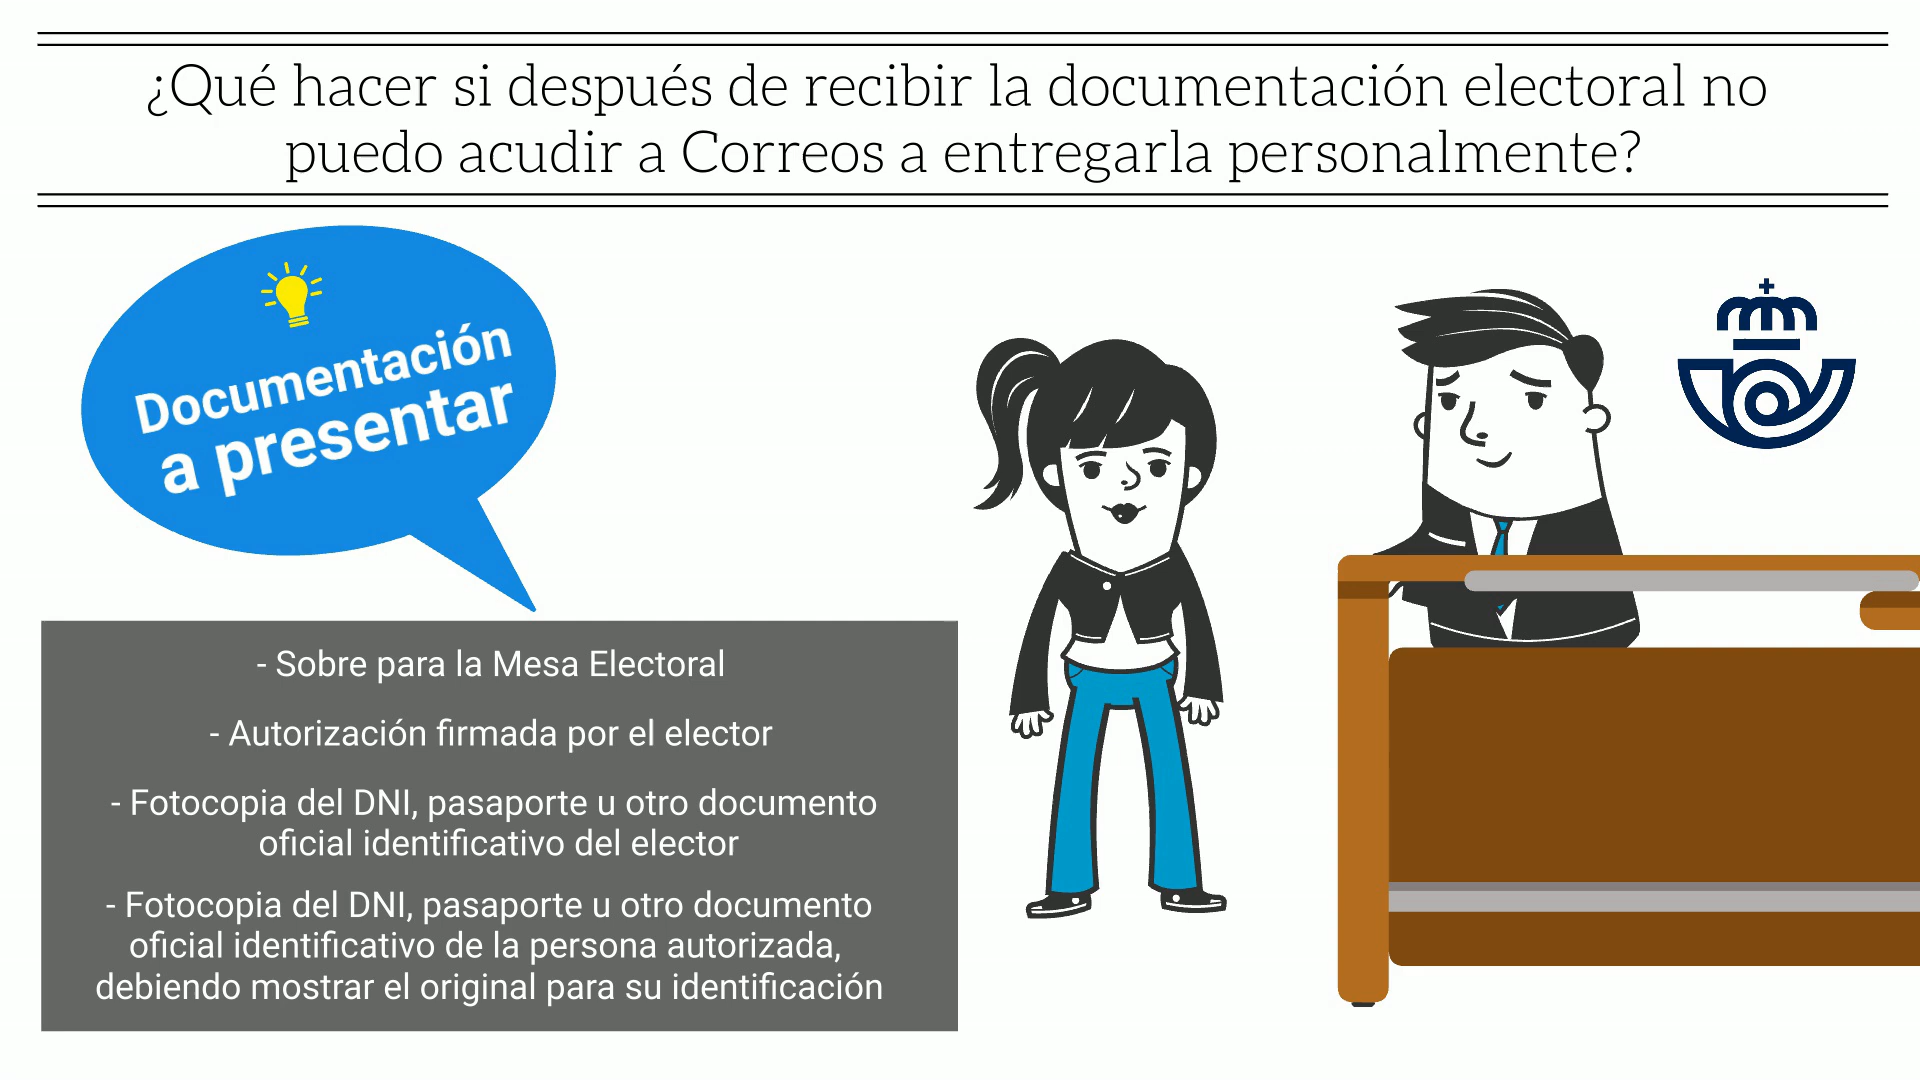 ¿Qué hacer si después de recibir la documentación electoral no
puedo acudir a Correos a entregarla personalmente?
Documentación
a presentar
- Sobre para la Mesa Electoral
- Autorización firmada por el elector
- Fotocopia del DNI, pasaporte u otro documento
oficial identificativo del elector
- Fotocopia del DNI, pasaporte u otro documento
oficial identificativo de la persona autorizada,
debiendo mostrar el original para su identificación